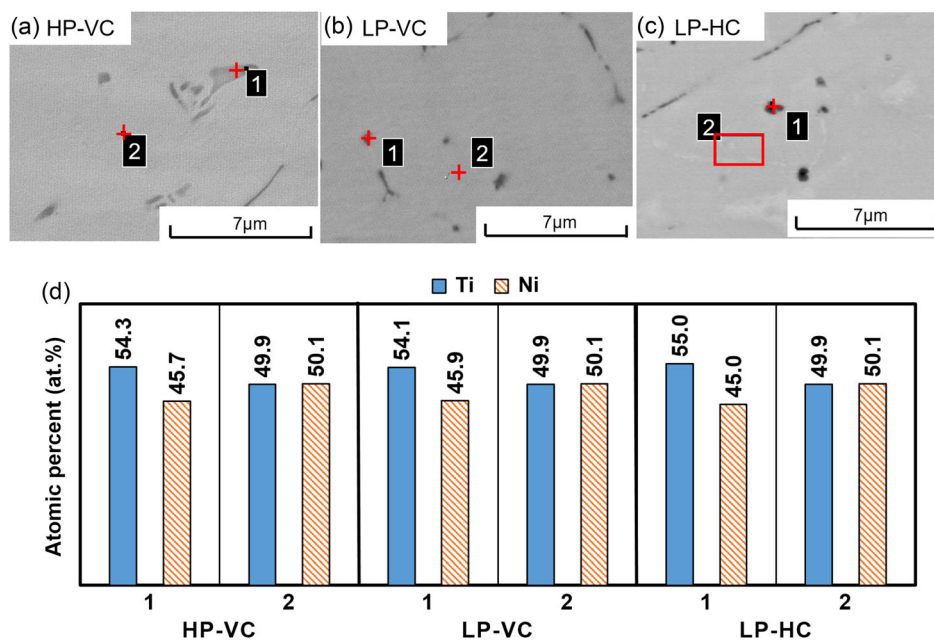 (a) HP-VC
(b) LP-VC
(c) LP-HC
1
2
7μm
1
2
7μm
2
1
7μm
(d)
Ti Ni
Atomic percent (at.%)
54.3 45.7 49.9 50.1 54.1 45.9 49.9 50.1 55.0 45.0 49.9 50.1
1 2 1 2 1 2
HP-VC LP-VC LP-HC